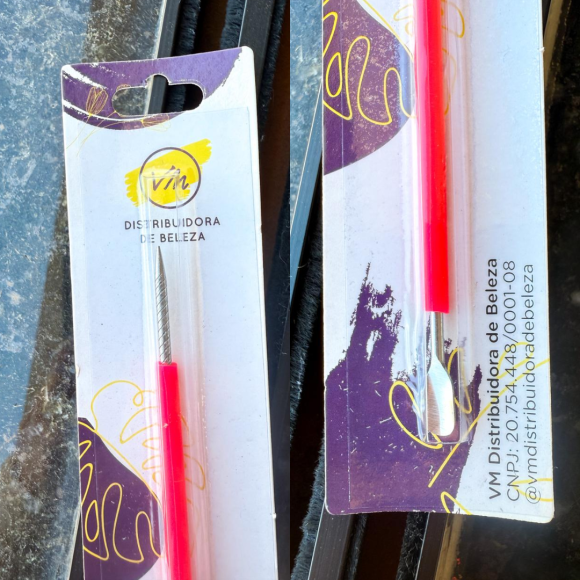 vm
DISTRIBUIDORA
DE BELEZA
VM Distribuidora de Beleza
CNPJ: 20.754.448/0001-08
@vmdistribuidoradebeleza